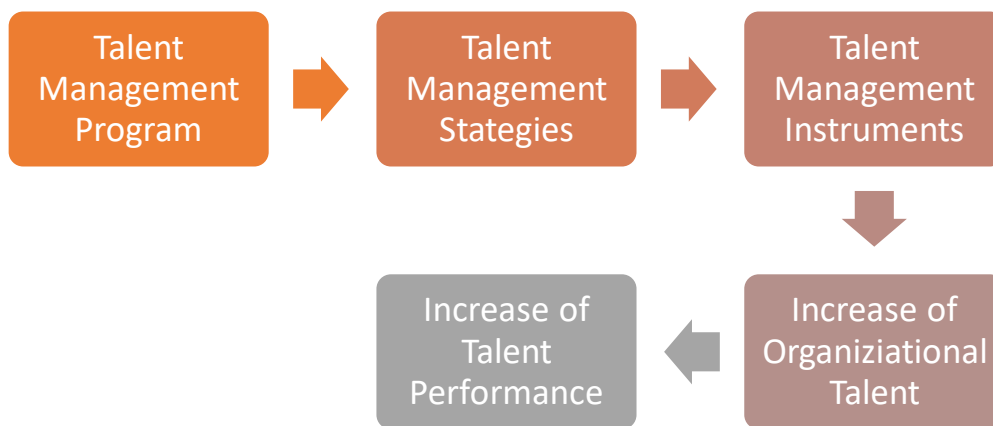 Talent
Management
Program
Talent
Management
Stategies
Talent
Management
Instruments
Increase of
Organiziational
Talent
Increase of
Talent
Performance